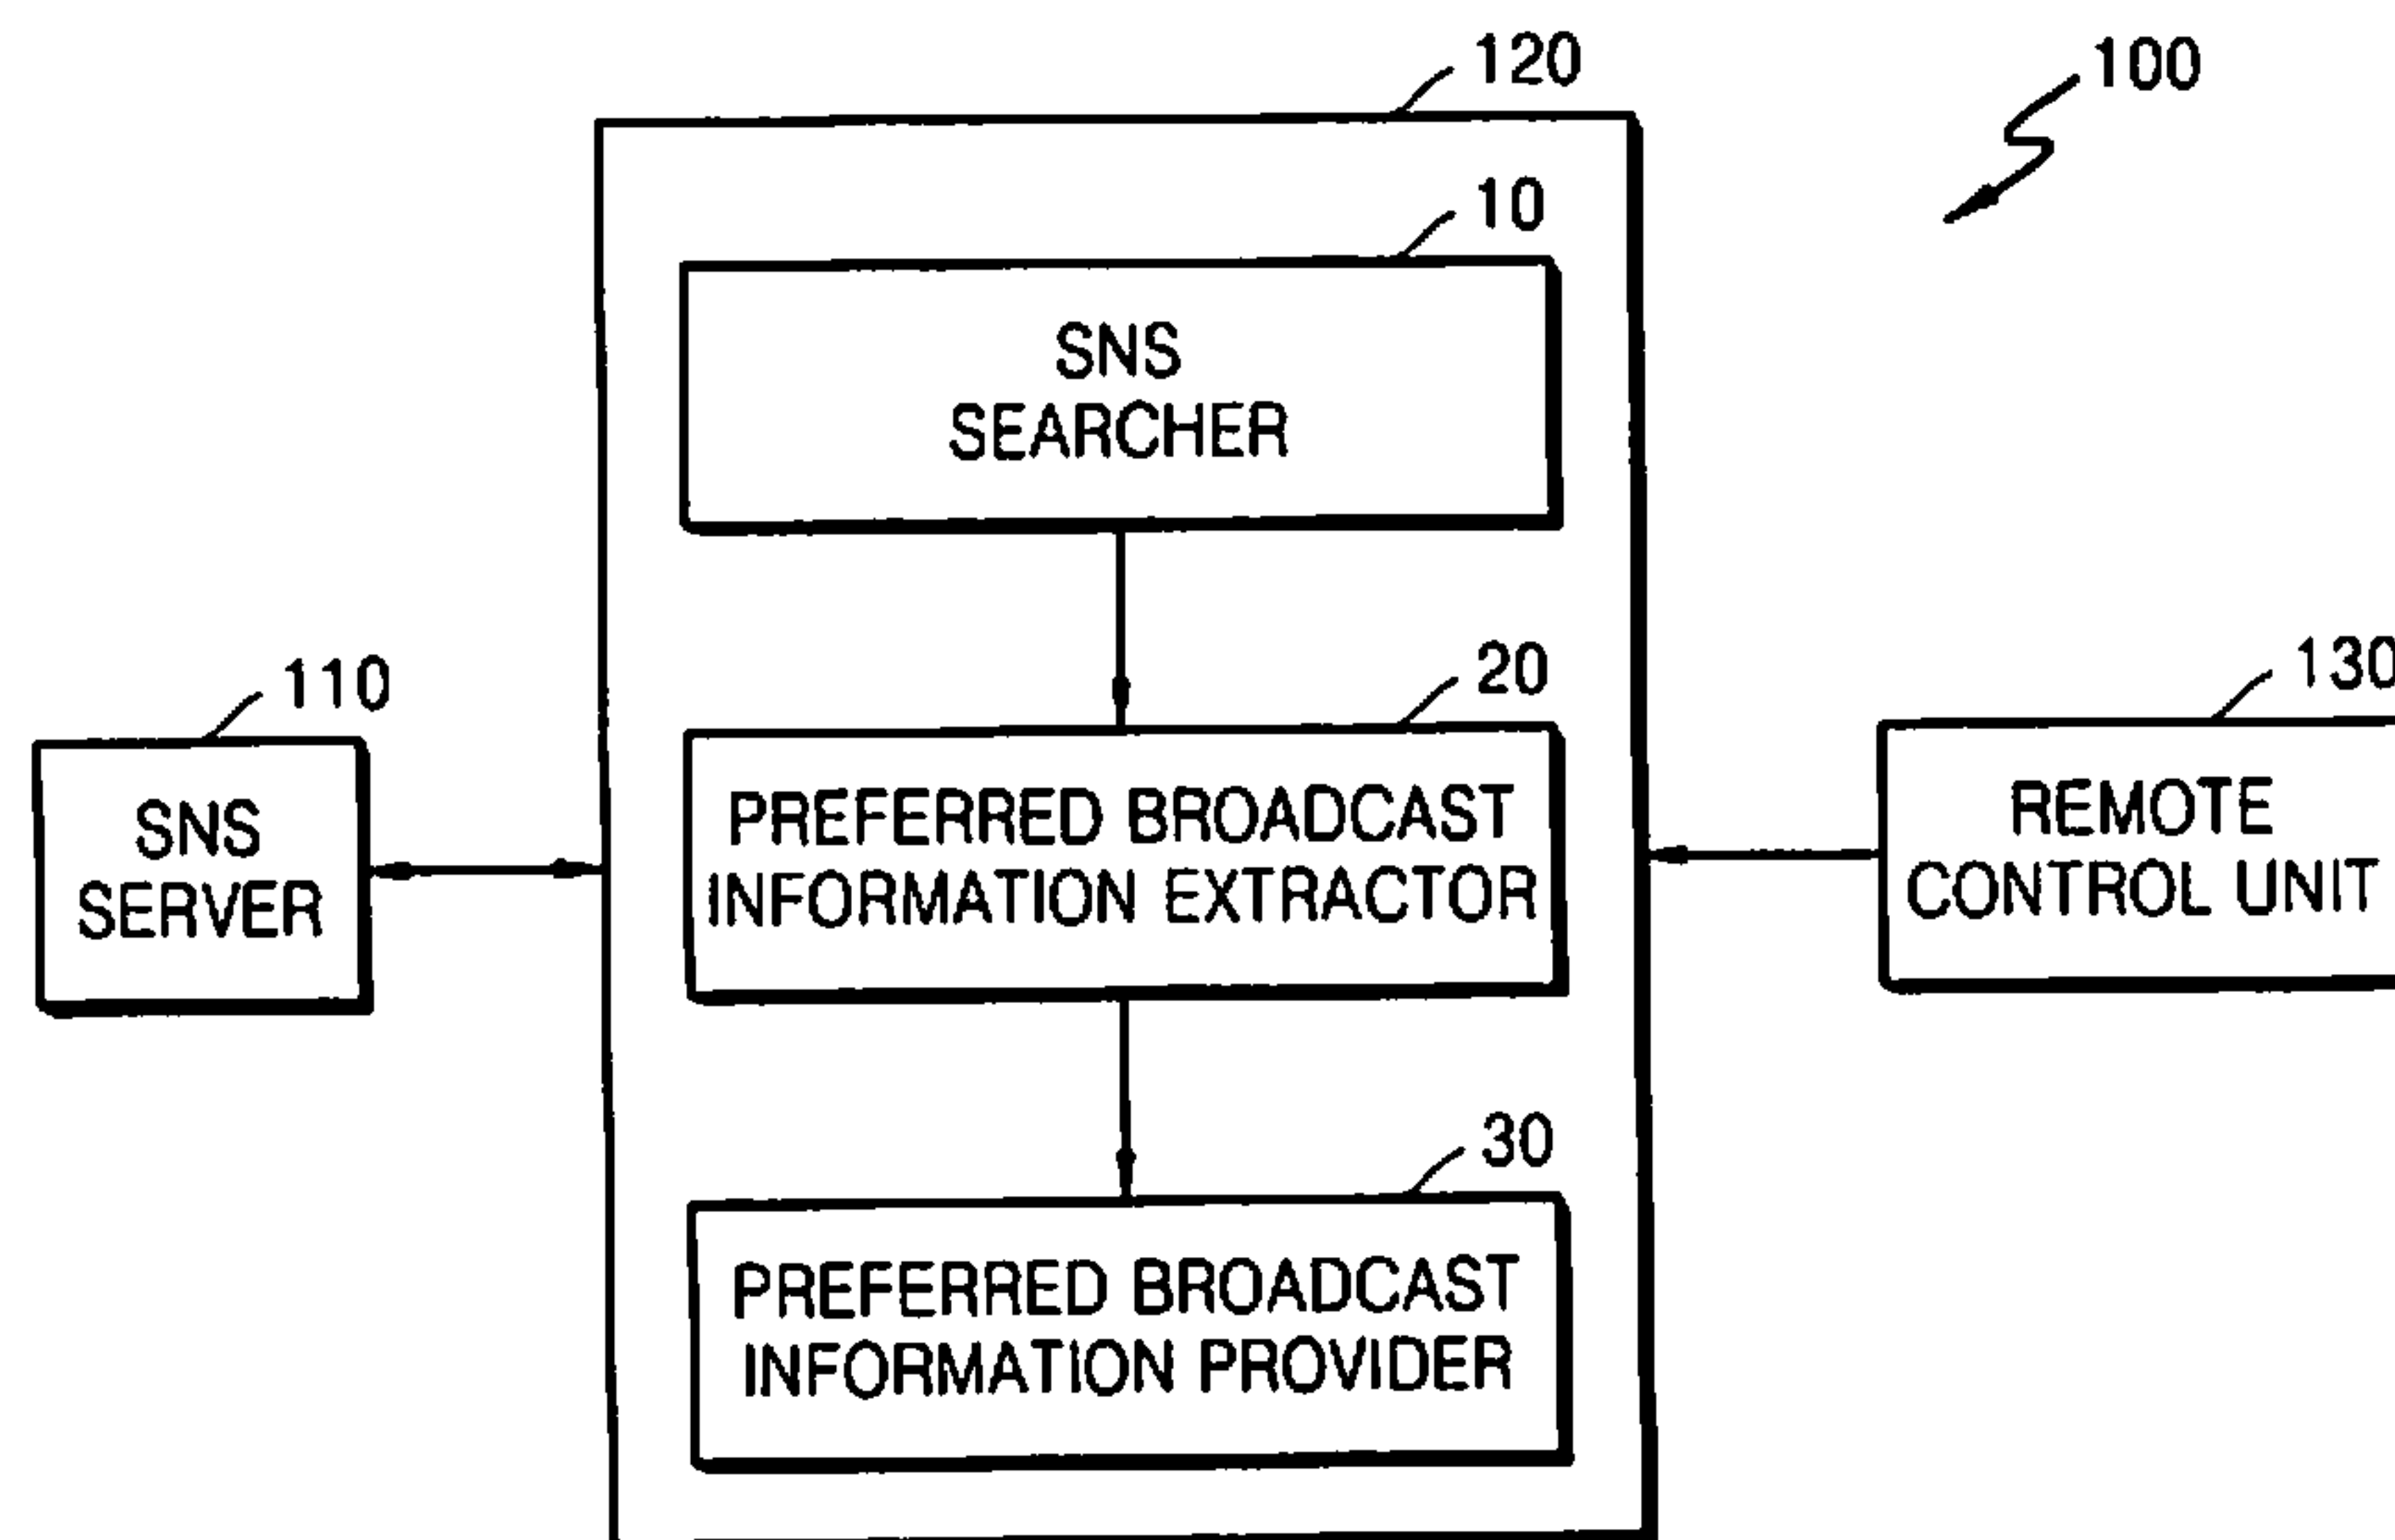 120
100
10
SNS
SEARCHER
110
20
130
SNS
SERVER
PREFERRED BROADCAST
INFORMATION EXTRACTOR
REMOTE
CONTROL UNIT
30
PREFERRED BROADCAST
INFORMATION PROVIDER